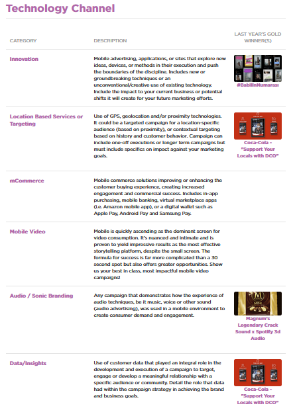 Technology Channel
CATEGORY
DESCRIPTION
LAST YEAR'S GOLD
WINNER(S)
Innovation
Mobile advertising, applications, or sites that explore new
ideas, devices, or methods in their execution and push
the boundaries of the discipline. Includes new or
groundbreaking techniques or an
unconventional/creative use of existing technology.
Include the impact to your current business or potential
shifts it will create for your future marketing efforts.
Location Based Services or
Targeting
Use of GPS, geolocation and/or proximity technologies.
It could be a targeted campaign for a location-specific
audience (based on proximity), or contextual targeting
based on history and customer behavior. Campaign can
include one-off executions or longer term campaigns but
must include specifics on impact against your marketing
goals.
Coca-Cola -
"Support Your
Locals with OCD"
mCommerce
Mobile commerce solutions improving or enhancing the
customer buying experience, creating increased
engagement and commercial success. Includes in-app
purchasing, mobile banking, virtual marketplace apps
(i.e. Amazon mobile app), or a digital wallet such as
Apple Pay, Android Pay and Samsung Pay.
Mobile Video
Mobile is quickly ascending as the dominant screen for
video consumption. It's nuanced and intimate and is
proven to yield impressive results as the most effective
storytelling platform, despite the small screen. The
formula for success is far more complicated than a 30
second spot but also offers greater opportunities. Show
us your best in class, most impactful mobile video
campaigns!
Audio / Sonic Branding
Any campaign that demonstrates how the experience of
audio techniques, be it music, voice or other sound
(audio advertising), was used in a mobile environment to
create consumer demand and engagement.
Magnum's
Legendary Crack
Sound x Spotify 3d
Audio
Data/Insights
Use of customer data that played an integral role in the
development and execution of a campaign to target,
engage or develop a meaningful relationship with a
specific audience or community. Detail the role that data
had within the campaign strategy in achieving the brand
and business goals.
Coca-Cola -
"Support Your
Locals with OCD"